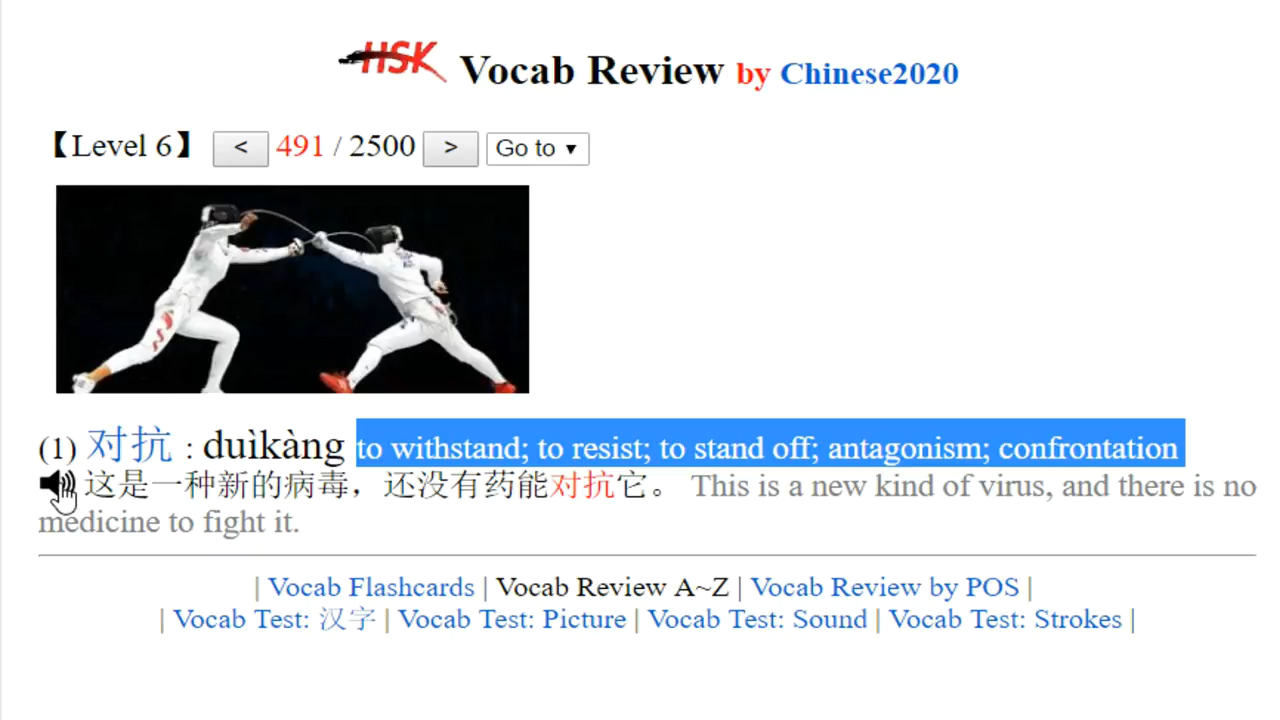 HSK Vocab Review by Chinese2020
【Level 6】 < 491 / 2500 > Go to ▼
(1) 对抗 : duìkàng to withstand; to resist; to stand off; antagonism; confrontation
这是一种新的病毒，还没有药能对抗它。 This is a new kind of virus, and there is no
medicine to fight it.
| Vocab Flashcards | Vocab Review A~Z | Vocab Review by POS |
| Vocab Test: 汉字 | Vocab Test: Picture | Vocab Test: Sound | Vocab Test: Strokes |